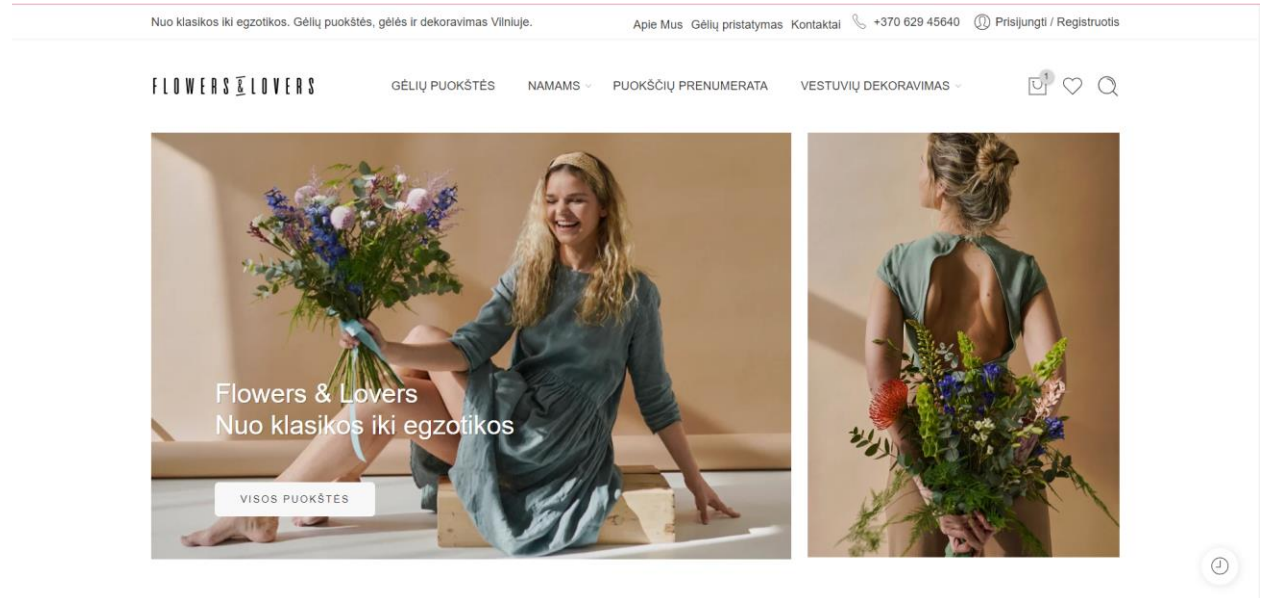 Nuo klasikos iki egzotikos. Gėlių puokštės, gėlės ir dekoravimas Vilniuje.
Apie Mus Gėlių pristatymas Kontaktai +370 629 45640 Prisijungti / Registruotis
FLOWERS & LOVERS
GĖLIŲ PUOKŠTĖS NAMAMS PUOKŠČIŲ PRENUMERATA VESTUVIŲ DEKORAVIMAS
1
Flowers & Lovers
Nuo klasikos iki egzotikos
VISOS PUOKŠTĖS